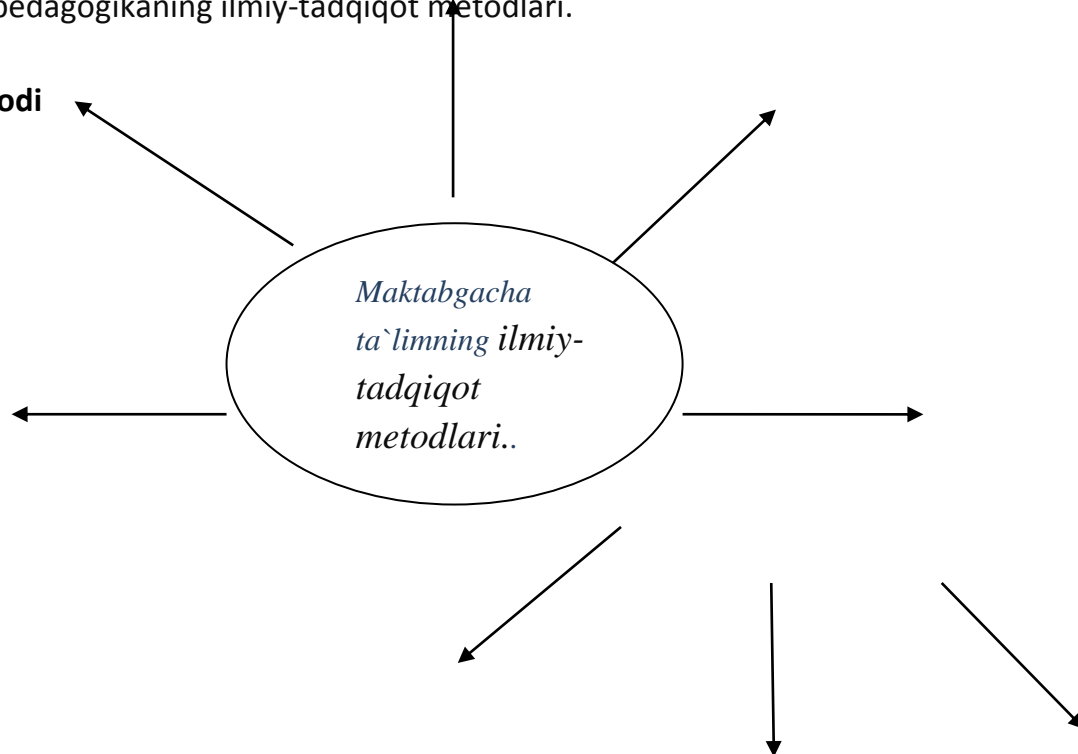 pedagogikaning ilmiy-tadqiqot metodlari.
odi
Maktabgacha
ta`limning ilmiy-
tadqiqot
metodlari..